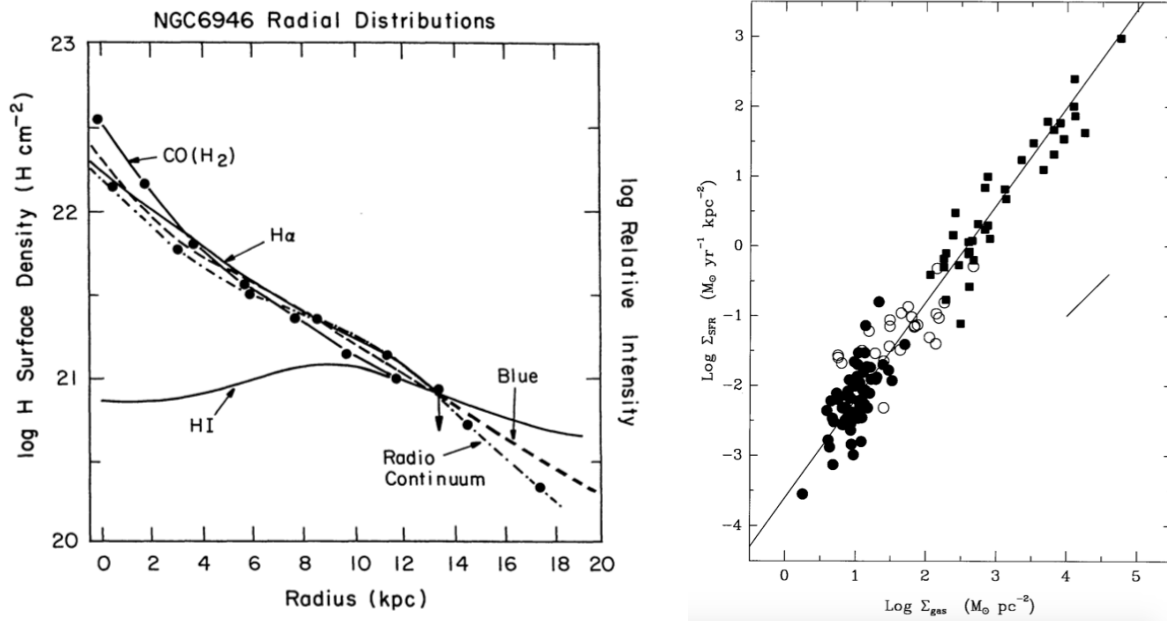 NGC6946 Radial Distributions
log H Surface Density (H cm⁻²)
23
22
21
20
CO(H₂)
Hα
HI
Blue
Radio
Continuum
0 2 4 6 8 10 12 14 16 18 20
Radius (kpc)
log Relative Intensity
Log Σ_SFR (M⊙ yr⁻¹ kpc⁻²)
3
2
1
0
−1
−2
−3
−4
0 1 2 3 4 5
Log Σ_gas (M⊙ pc⁻²)